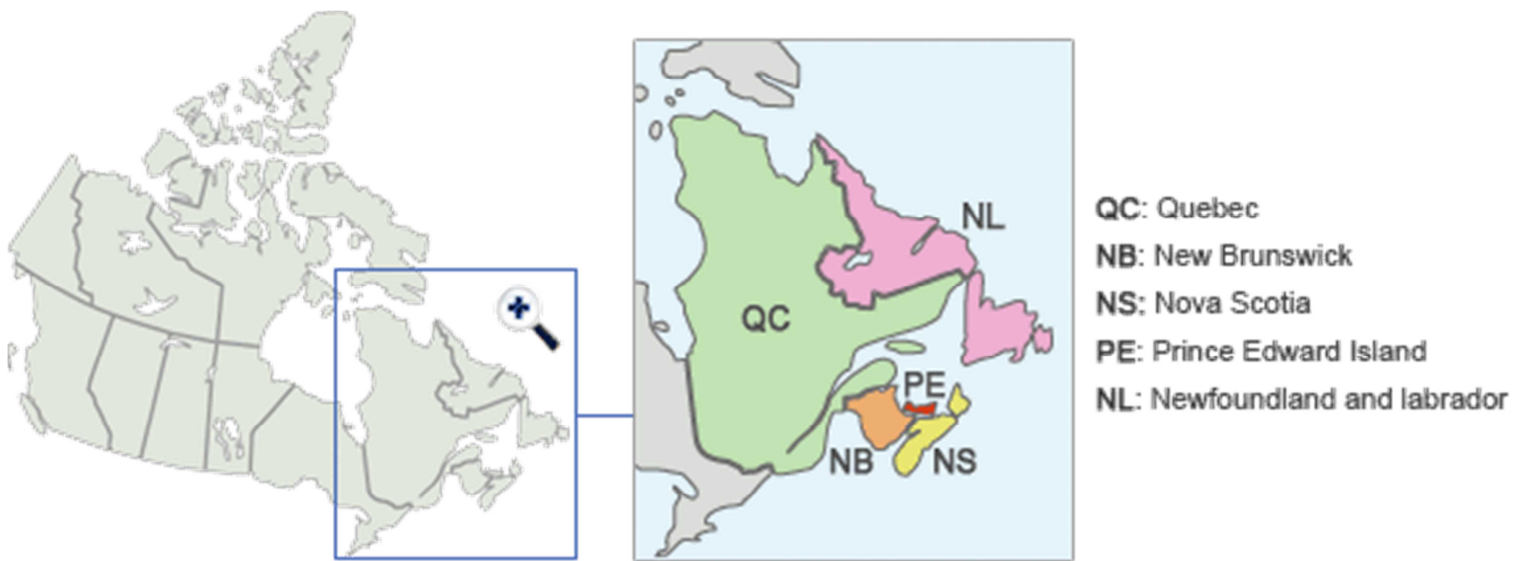 NL
QC
PE
NB
NS
QC: Quebec
NB: New Brunswick
NS: Nova Scotia
PE: Prince Edward Island
NL: Newfoundland and labrador